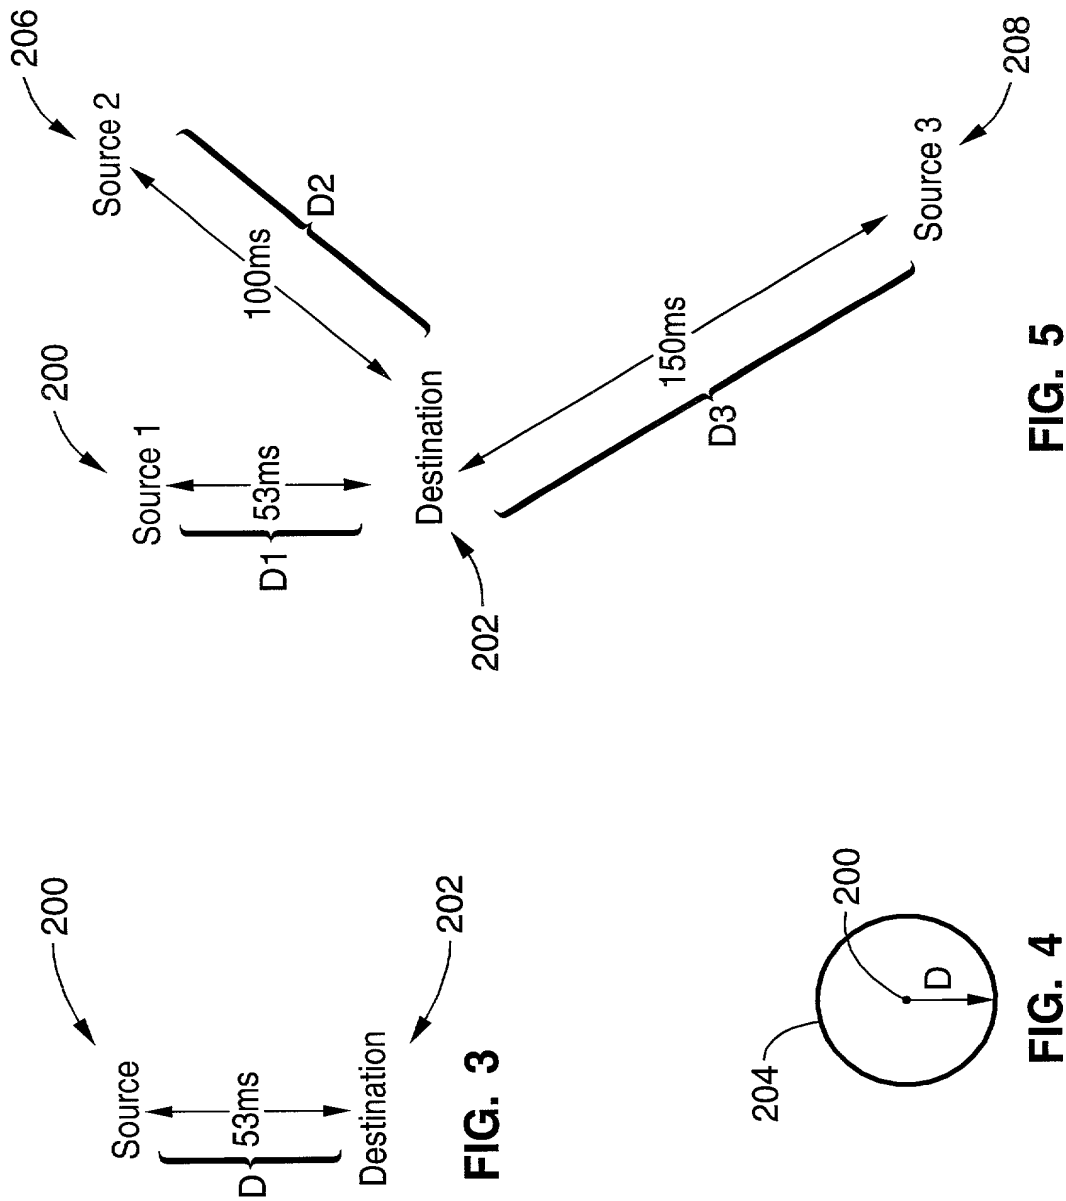 200
Source
D
53ms
Destination
202
FIG. 3
204
200
D
FIG. 4
206
200
Source 2
Source 1
100ms
D2
D1
53ms
Destination
202
150ms
D3
Source 3
208
FIG. 5